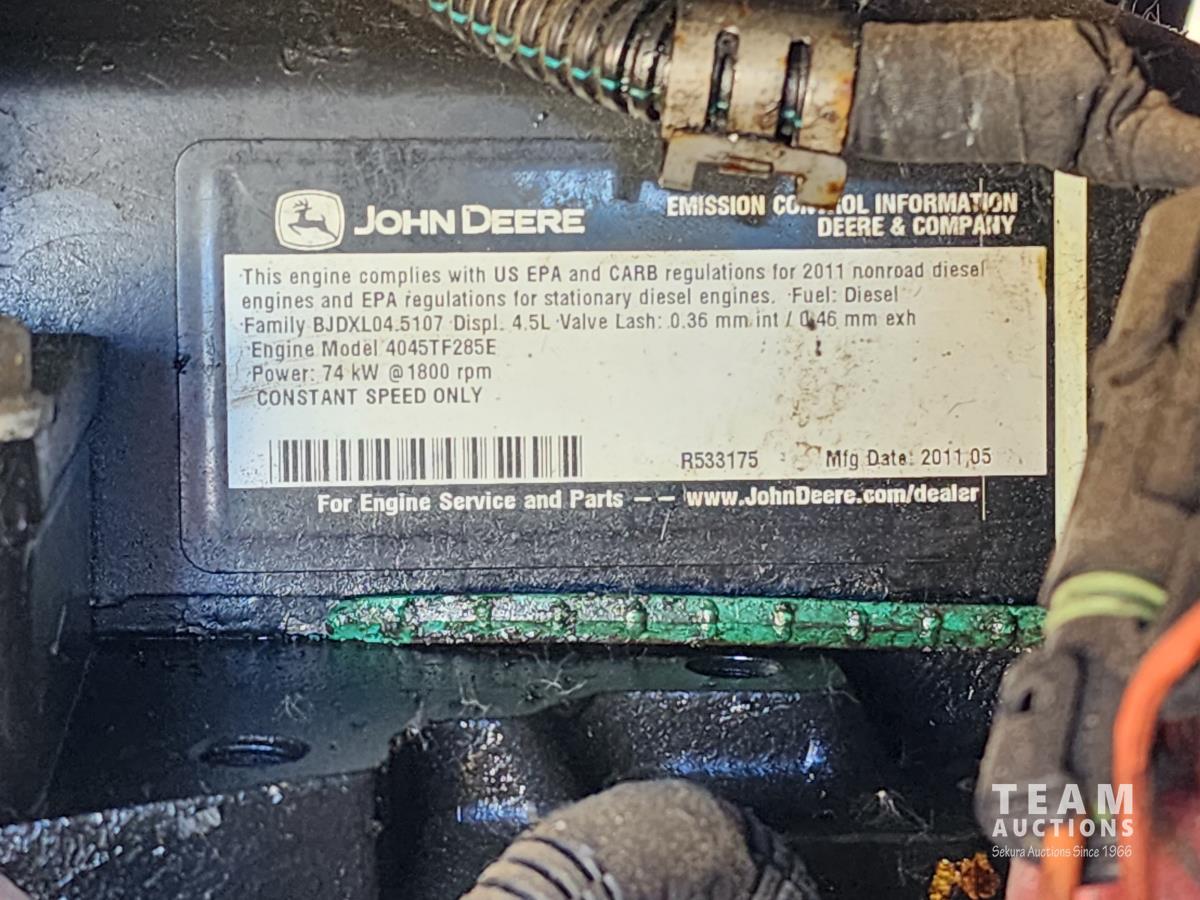 JOHN DEERE
EMISSION CONTROL INFORMATION
DEERE & COMPANY
This engine complies with US EPA and CARB regulations for 2011 nonroad diesel
engines and EPA regulations for stationary diesel engines. Fuel: Diesel
Family BJDXL04.5107 Displ. 4.5L Valve Lash: 0.36 mm int / 0.46 mm exh
Engine Model 4045TF285E
Power: 74 kW @ 1800 rpm
CONSTANT SPEED ONLY
R533175 Mfg Date: 2011,05
For Engine Service and Parts – – www.JohnDeere.com/dealer
TEAM
AUCTIONS
Sekura Auctions Since 1966